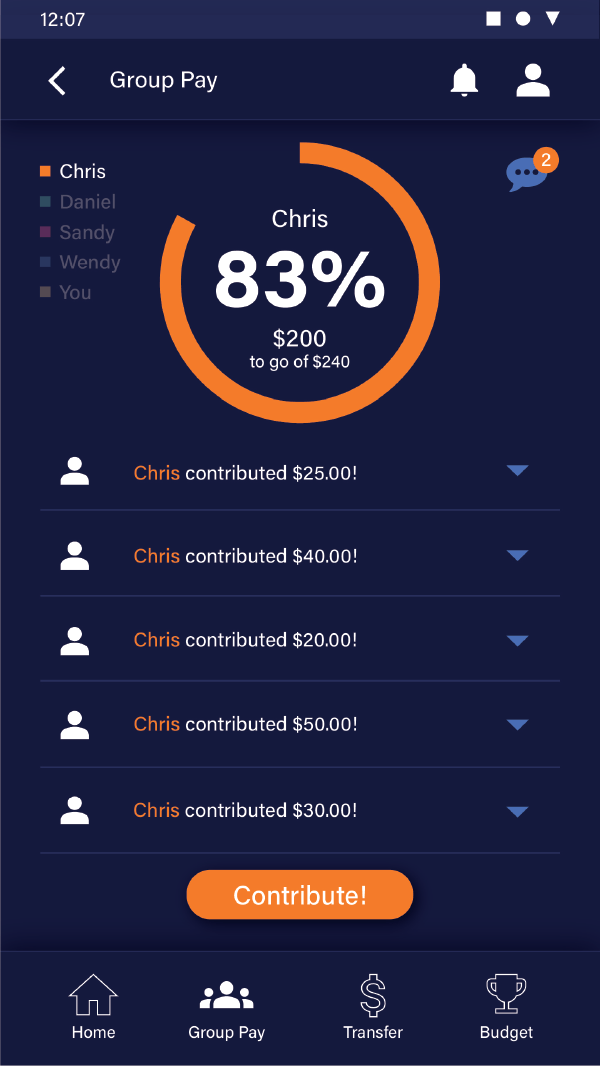 12:07
Group Pay
Chris
Daniel
Sandy
Wendy
You
2
Chris
83%
$200
to go of $240
Chris contributed $25.00!
Chris contributed $40.00!
Chris contributed $20.00!
Chris contributed $50.00!
Chris contributed $30.00!
Contribute!
Home
Group Pay
Transfer
Budget